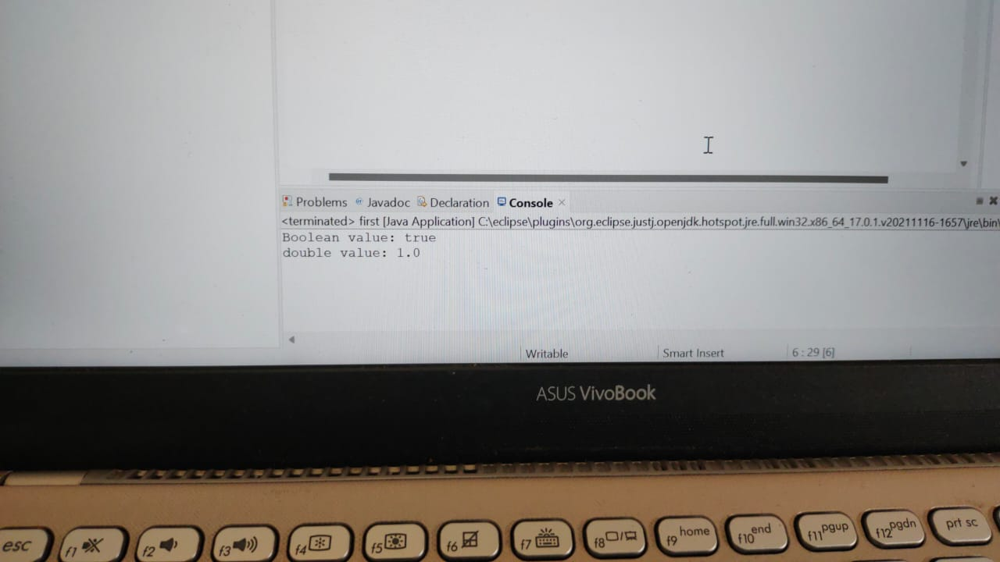 Problems Javadoc Declaration Console
<terminated> first [Java Application] C:\eclipse\plugins\org.eclipse.justj.openjdk.hotspot.jre.full.win32.x86_64_17.0.1.v20211116-1657\jre\bin\
Boolean value: true
double value: 1.0
Writable Smart Insert 6 : 29 [6]
ASUS VivoBook
esc f1 f2 f3 f4 f5 f6 f7 f8 f9 home f10 end f11 pgup f12 pgdn prt sc